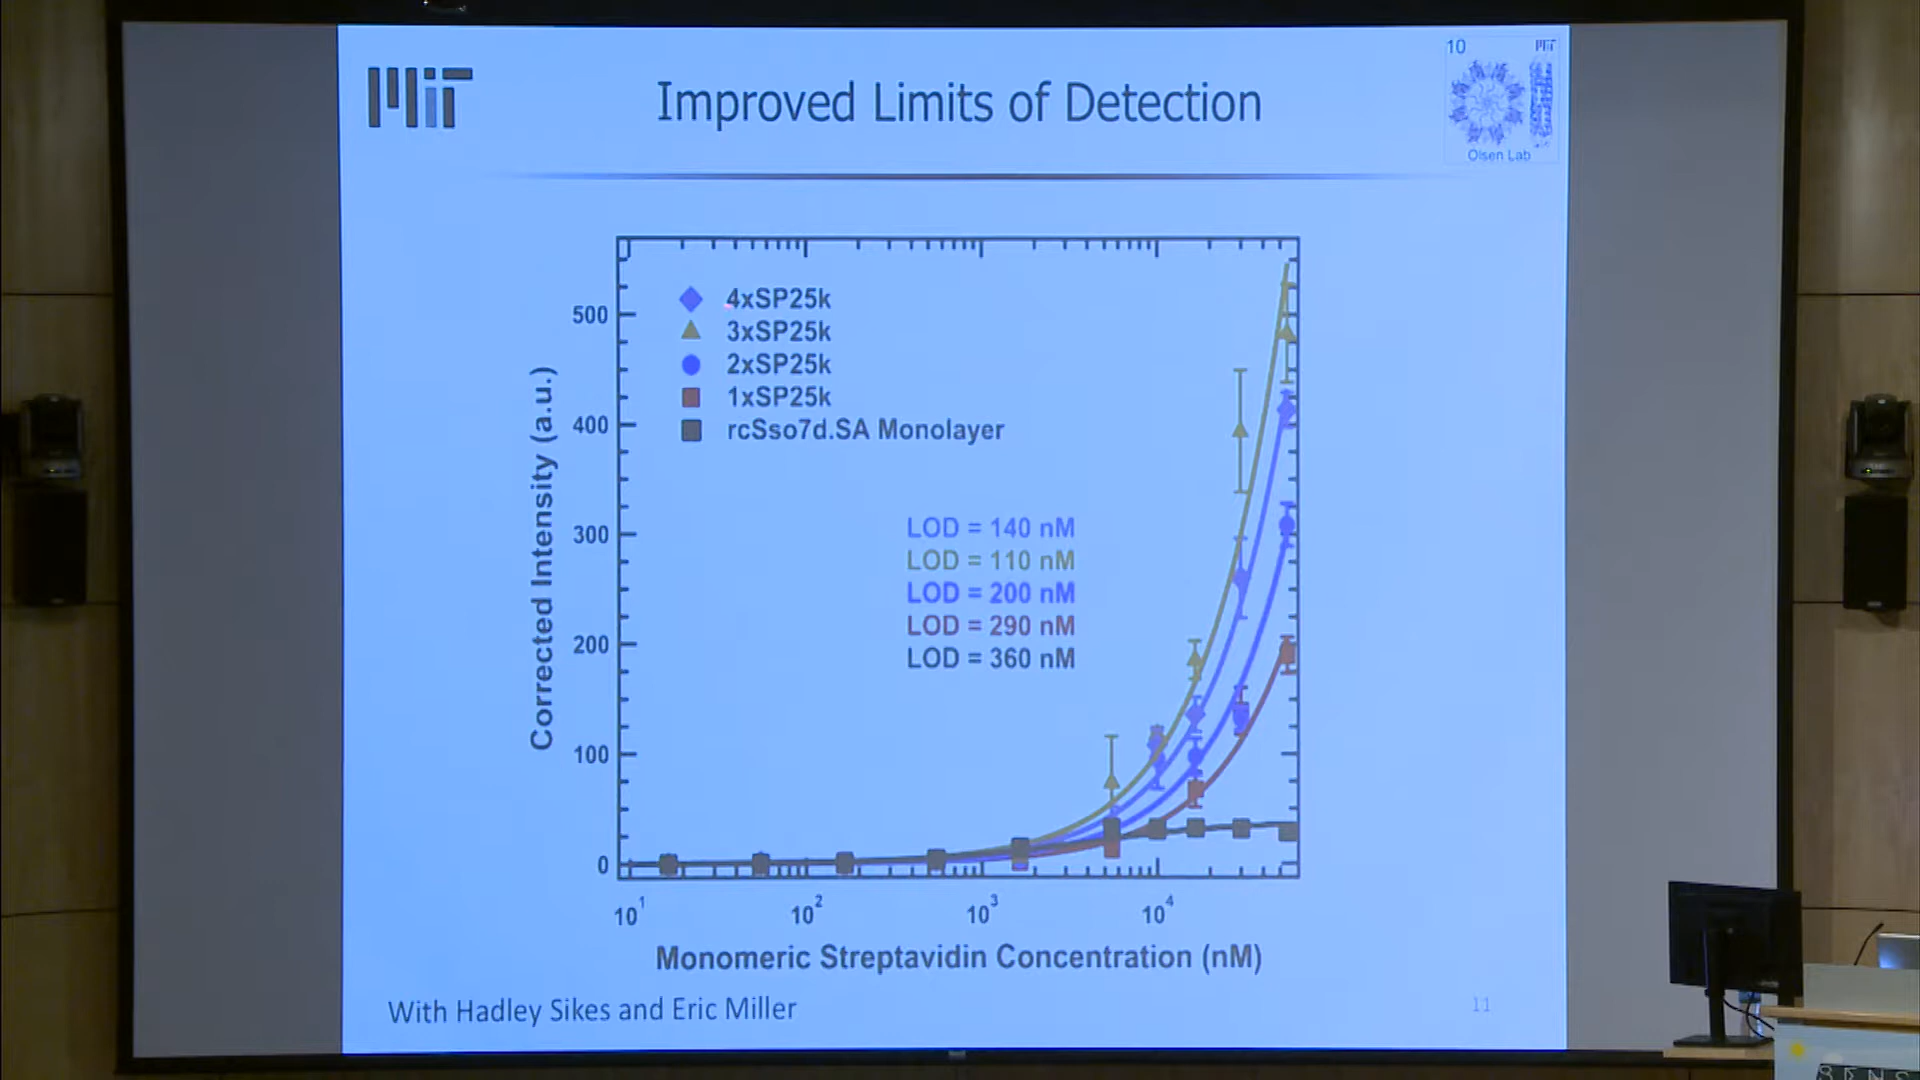 MIT
Improved Limits of Detection
10
MIT
Olsen Lab
4xSP25k
3xSP25k
2xSP25k
1xSP25k
rcSso7d.SA Monolayer
LOD = 140 nM
LOD = 110 nM
LOD = 200 nM
LOD = 290 nM
LOD = 360 nM
Corrected Intensity (a.u.)
500
400
300
200
100
0
10¹
10²
10³
10⁴
Monomeric Streptavidin Concentration (nM)
With Hadley Sikes and Eric Miller
11